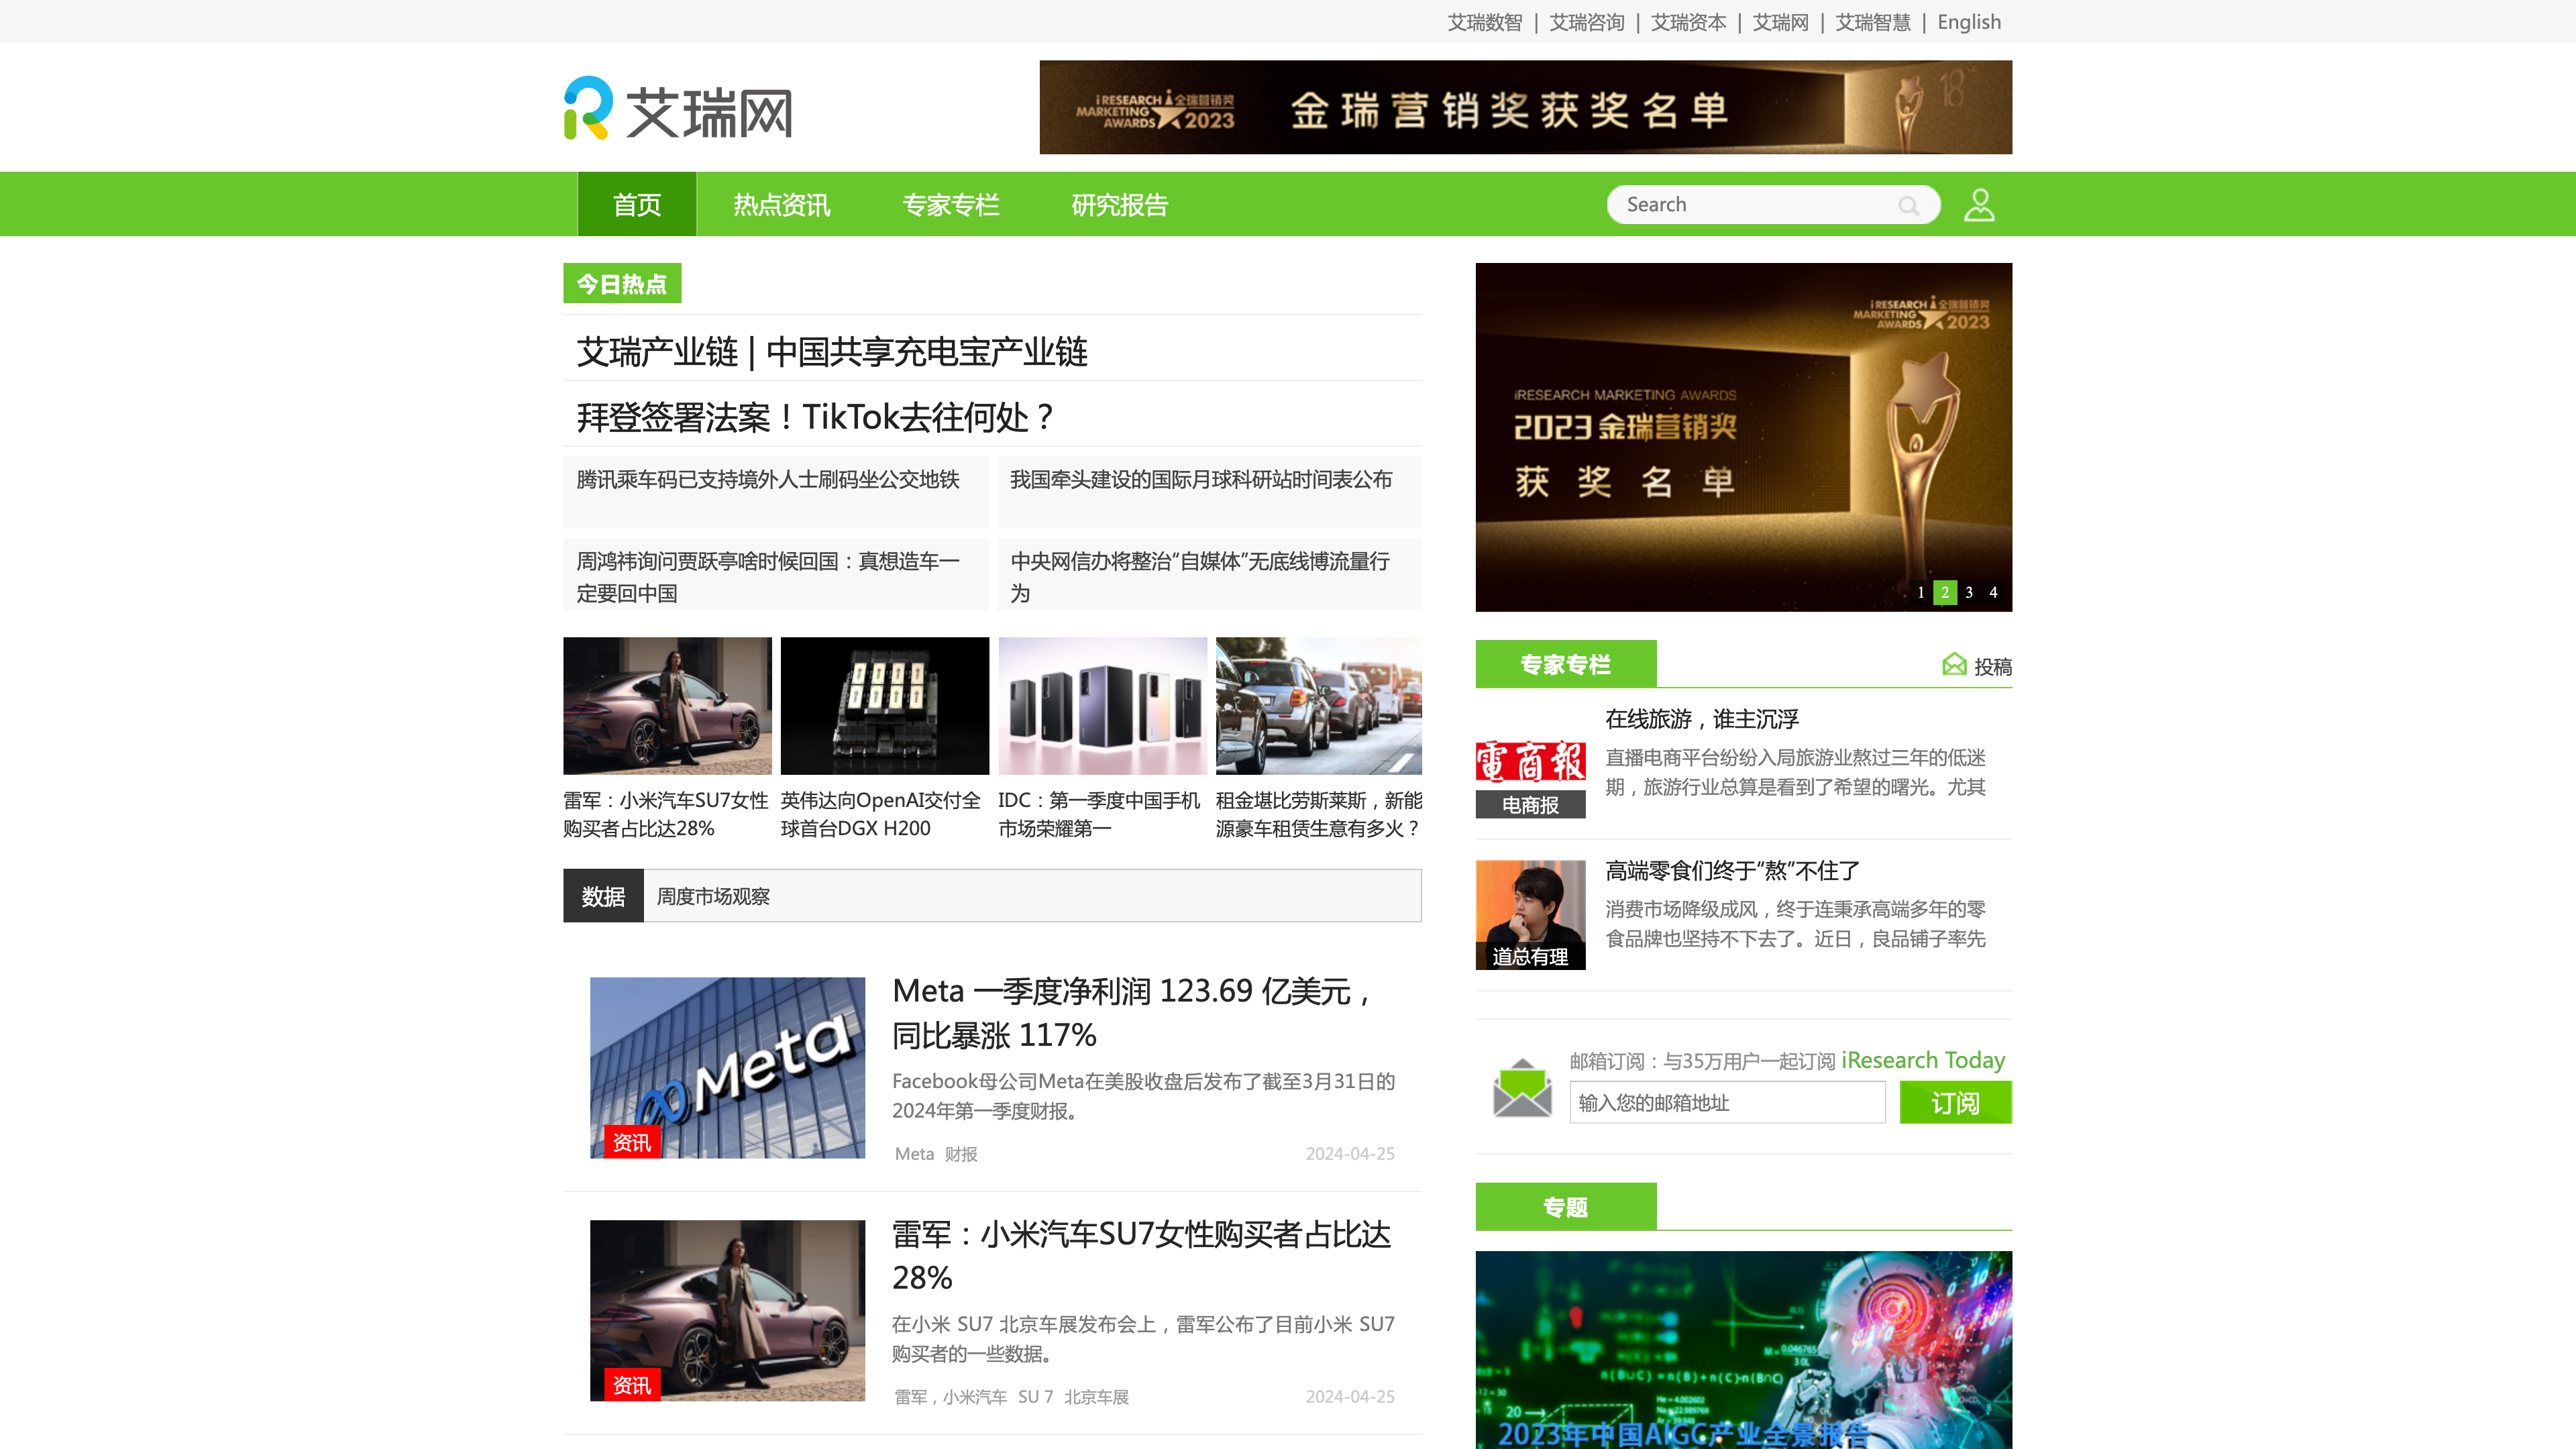 艾瑞数智 | 艾瑞咨询 | 艾瑞资本 | 艾瑞网 | 艾瑞智慧 | English
艾瑞网
iRESEARCH 金瑞营销奖
MARKETING
AWARDS 2023
金瑞营销奖获奖名单
首页 热点资讯 专家专栏 研究报告
Search
今日热点
艾瑞产业链 | 中国共享充电宝产业链
拜登签署法案！TikTok去往何处？
腾讯乘车码已支持境外人士刷码坐公交地铁
我国牵头建设的国际月球科研站时间表公布
周鸿祎询问贾跃亭啥时候回国：真想造车一
定要回中国
中央网信办将整治“自媒体”无底线博流量行
为
雷军：小米汽车SU7女性
购买者占比达28%
英伟达向OpenAI交付全
球首台DGX H200
IDC：第一季度中国手机
市场荣耀第一
租金堪比劳斯莱斯，新能
源豪车租赁生意有多火？
数据 周度市场观察
Meta
资讯
Meta 一季度净利润 123.69 亿美元，
同比暴涨 117%
Facebook母公司Meta在美股收盘后发布了截至3月31日的
2024年第一季度财报。
Meta 财报 2024-04-25
资讯
雷军：小米汽车SU7女性购买者占比达
28%
在小米 SU7 北京车展发布会上，雷军公布了目前小米 SU7
购买者的一些数据。
雷军，小米汽车 SU 7 北京车展 2024-04-25
iRESEARCH 金瑞营销奖
MARKETING
AWARDS 2023
iRESEARCH MARKETING AWARDS
2023 金瑞营销奖
获奖名单
1 2 3 4
专家专栏 投稿
電商報
电商报
在线旅游，谁主沉浮
直播电商平台纷纷入局旅游业熬过三年的低迷
期，旅游行业总算是看到了希望的曙光。尤其
道总有理
高端零食们终于“熬”不住了
消费市场降级成风，终于连秉承高端多年的零
食品牌也坚持不下去了。近日，良品铺子率先
邮箱订阅：与35万用户一起订阅 iResearch Today
输入您的邮箱地址 订阅
专题
2023年中国AIGC产业全景报告